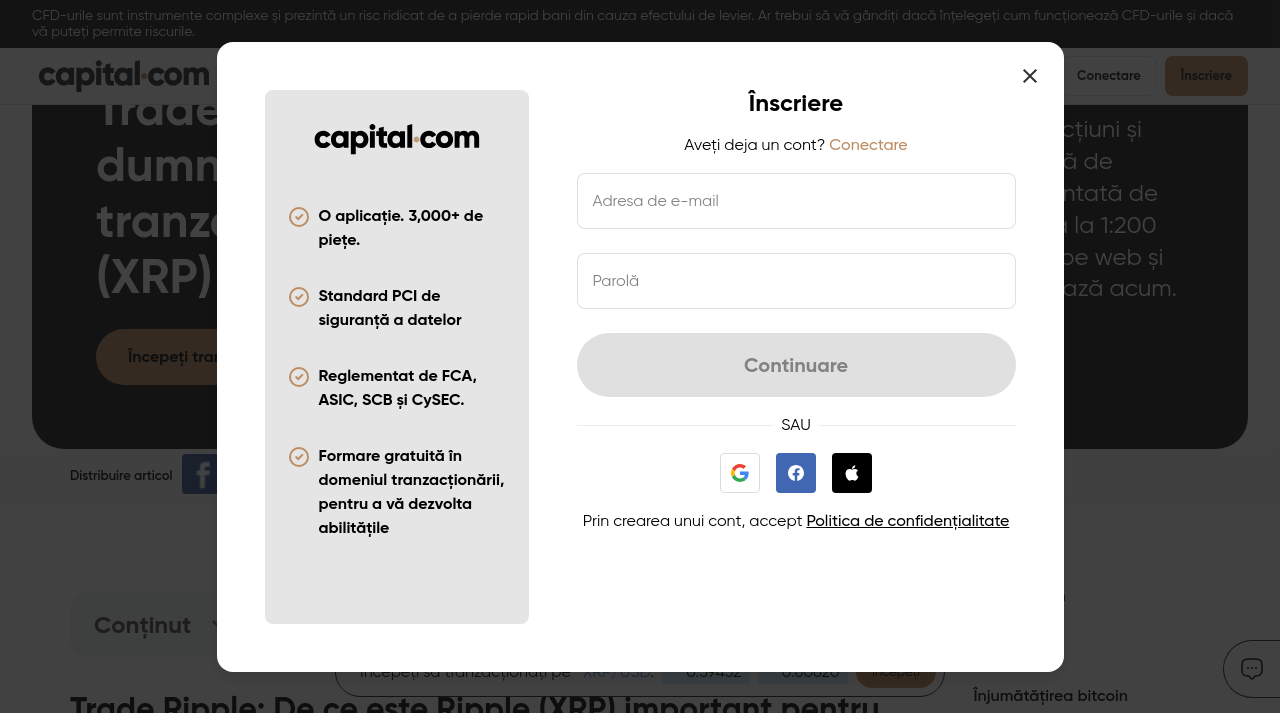 CFD-urile sunt instrumente complexe și prezintă un risc ridicat de a pierde rapid bani din cauza efectului de levier. Ar trebui să vă gândiți dacă înțelegeți cum funcționează CFD-urile și dacă
vă puteți permite riscurile.
capital.com
Conectare
Înscriere
Trade
dumn
tranza
(XRP)
Începeți tran
cțiuni și
ă de
ntată de
a la 1:200
pe web și
ază acum.
Distribuire articol
capital.com
O aplicație. 3,000+ de
piețe.
Standard PCI de
siguranță a datelor
Reglementat de FCA,
ASIC, SCB și CySEC.
Formare gratuită în
domeniul tranzacționării,
pentru a vă dezvolta
abilitățile
Înscriere
Aveți deja un cont? Conectare
Adresa de e-mail
Parolă
Continuare
SAU
Prin crearea unui cont, accept Politica de confidențialitate
Conținut
Începeți să tranzacționați pe XRP/USD:
Începeți
Trade Ripple: De ce este Ripple (XRP) important pentru
Înjumătățirea bitcoin